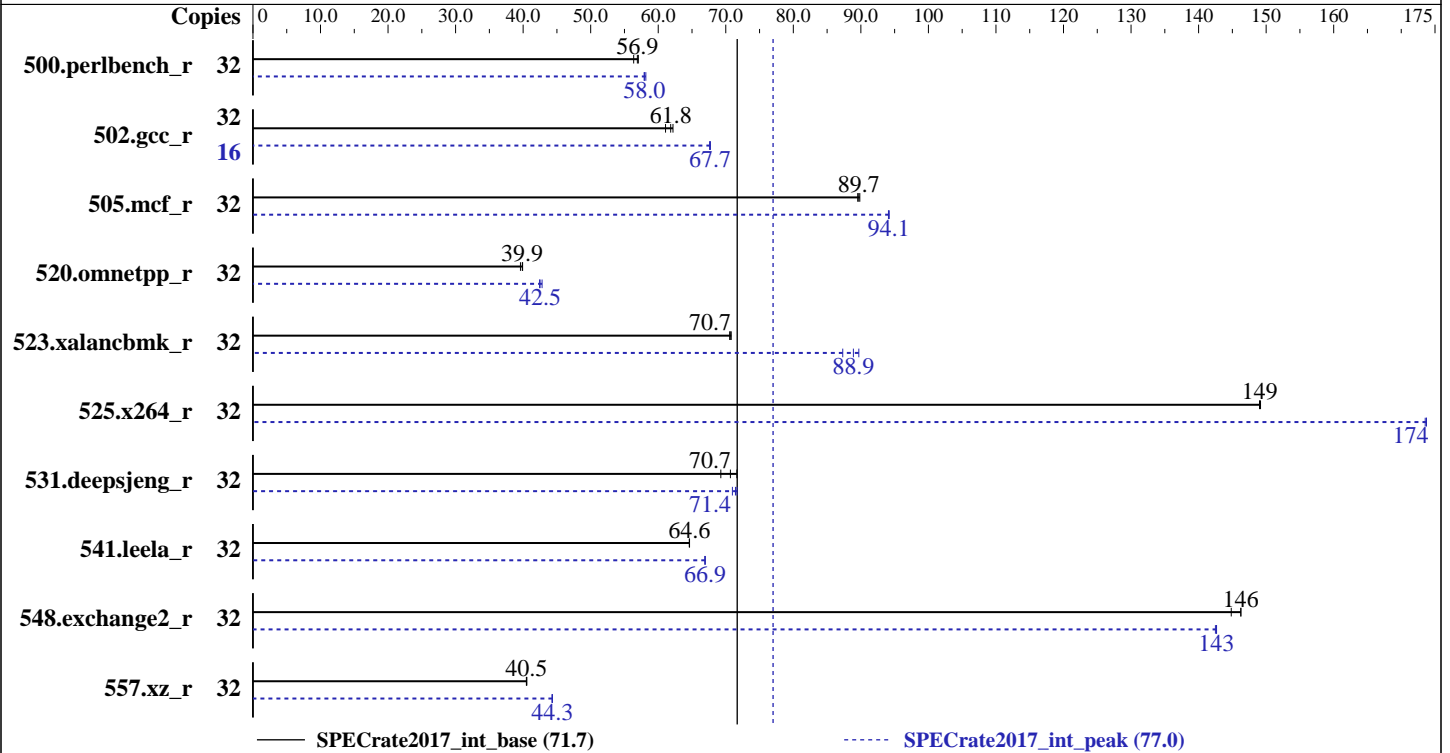 Copies 0 10.0 20.0 30.0 40.0 50.0 60.0 70.0 80.0 90.0 100 110 120 130 140 150 160 175
56.9
500.perlbench_r 32
58.0
32 61.8
502.gcc_r
16 67.7
89.7
505.mcf_r 32
94.1
39.9
520.omnetpp_r 32
42.5
70.7
523.xalancbmk_r 32
88.9
149
525.x264_r 32
174
70.7
531.deepsjeng_r 32
71.4
64.6
541.leela_r 32
66.9
146
548.exchange2_r 32
143
40.5
557.xz_r 32
44.3
SPECrate2017_int_base (71.7) SPECrate2017_int_peak (77.0)